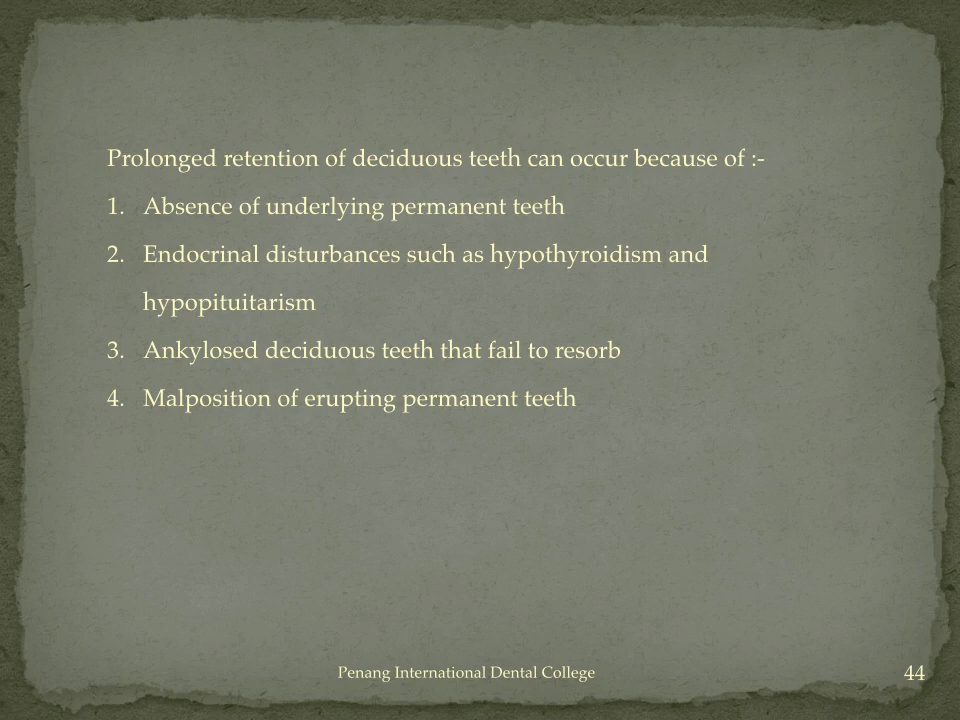 Prolonged retention of deciduous teeth can occur because of :-
1. Absence of underlying permanent teeth
2. Endocrinal disturbances such as hypothyroidism and
hypopituitarism
3. Ankylosed deciduous teeth that fail to resorb
4. Malposition of erupting permanent teeth
Penang International Dental College
44